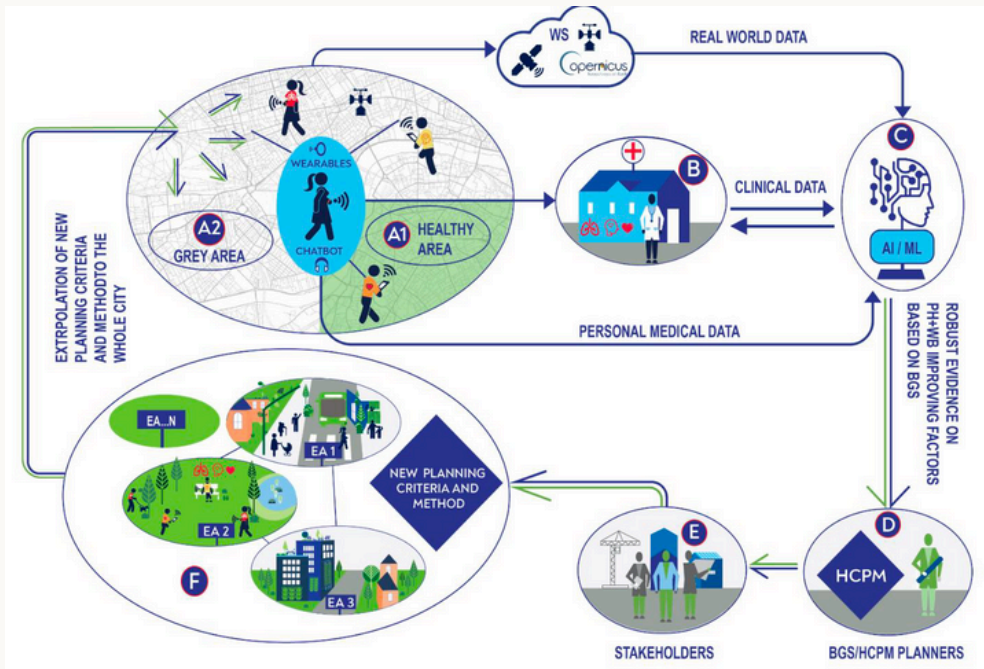 WS
Copernicus
REAL WORLD DATA
C
AI / ML
WEARABLES
CHATBOT
A2
GREY AREA
A1
HEALTHY
AREA
B
CLINICAL DATA
PERSONAL MEDICAL DATA
EXTRPOLATION OF NEW
PLANNING CRITERIA
AND METHODTO THE
WHOLE CITY
ROBUST EVIDENCE ON
PH+WB IMPROVING FACTORS
BASED ON BGS
EA...N
EA 1
EA 2
EA 3
NEW PLANNING
CRITERIA AND
METHOD
F
E
STAKEHOLDERS
D
HCPM
BGS/HCPM PLANNERS